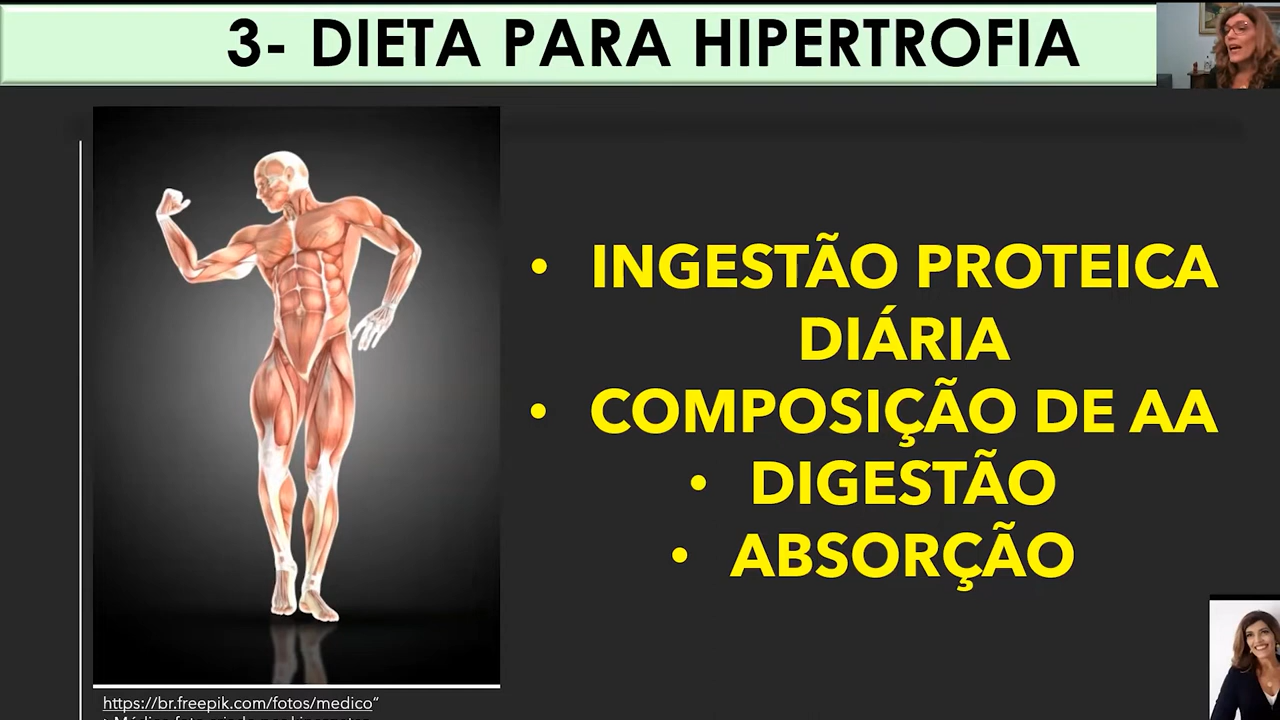 3- DIETA PARA HIPERTROFIA
• INGESTÃO PROTEICA
DIÁRIA
• COMPOSIÇÃO DE AA
• DIGESTÃO
• ABSORÇÃO
https://br.freepik.com/fotos/medico“